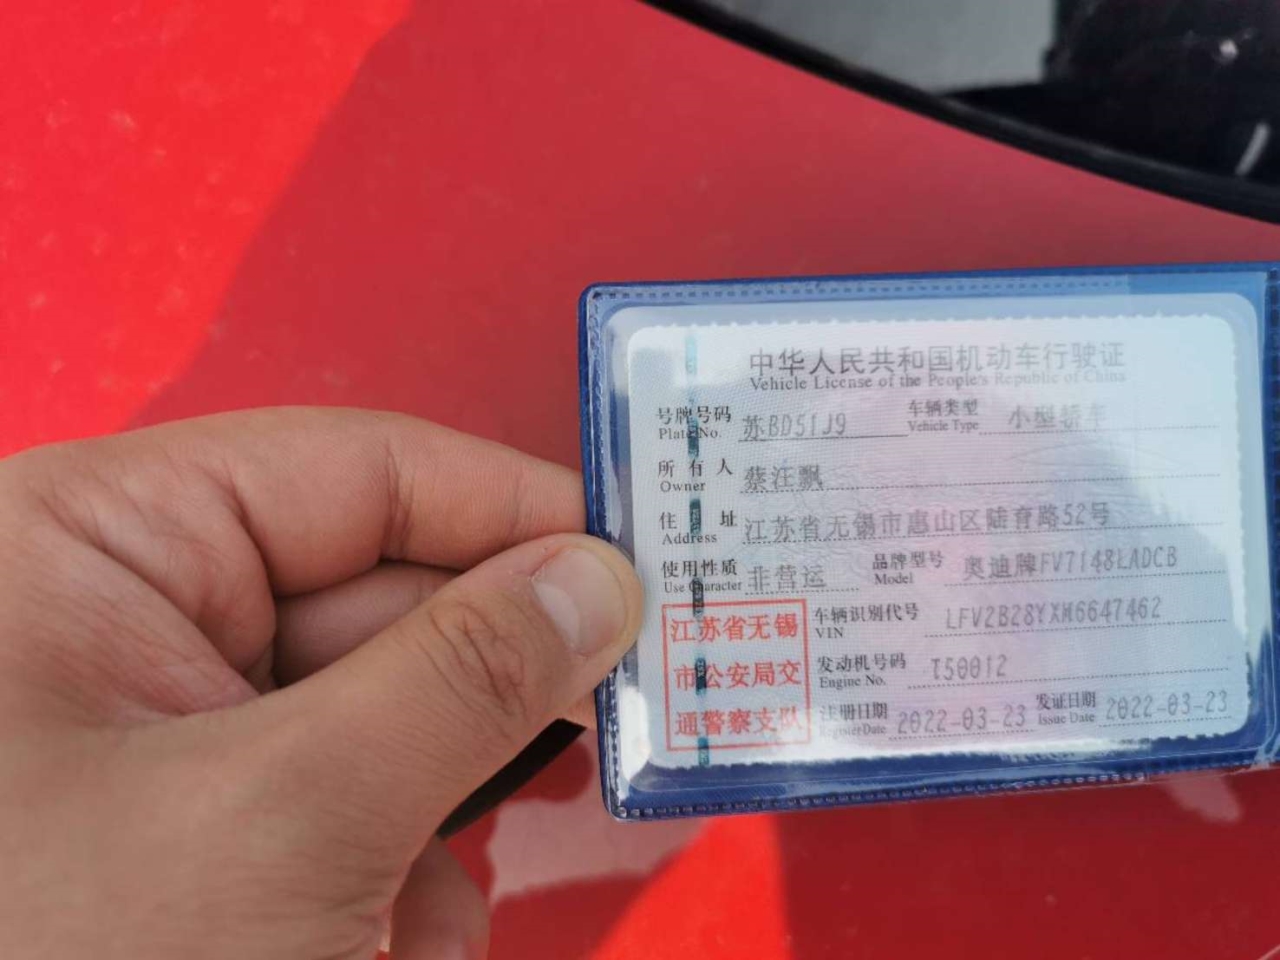 中华人民共和国机动车行驶证
Vehicle License of the People's Republic of China
号牌号码 苏BD51J9 车辆类型 小型轿车
Plate No. Vehicle Type
所有人 蔡汪飘
Owner
住址 江苏省无锡市惠山区陆育路52号
Address
使用性质 非营运 品牌型号 奥迪牌FV7148LADCB
Use Character Model
江苏省无锡
市公安局交
通警察支队
车辆识别代号 LFV2B28YXM6647462
VIN
发动机号码 T50012
Engine No.
注册日期 2022-03-23 发证日期 2022-03-23
Register Date Issue Date